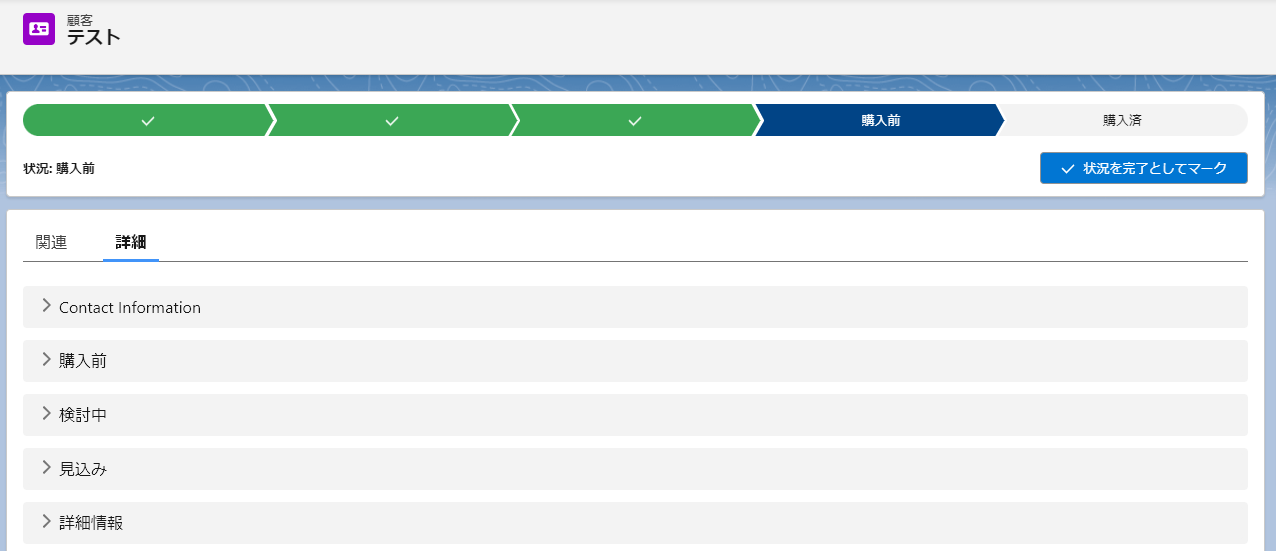 顧客
テスト
購入前
購入済
状況: 購入前
状況を完了としてマーク
関連
詳細
Contact Information
購入前
検討中
見込み
詳細情報